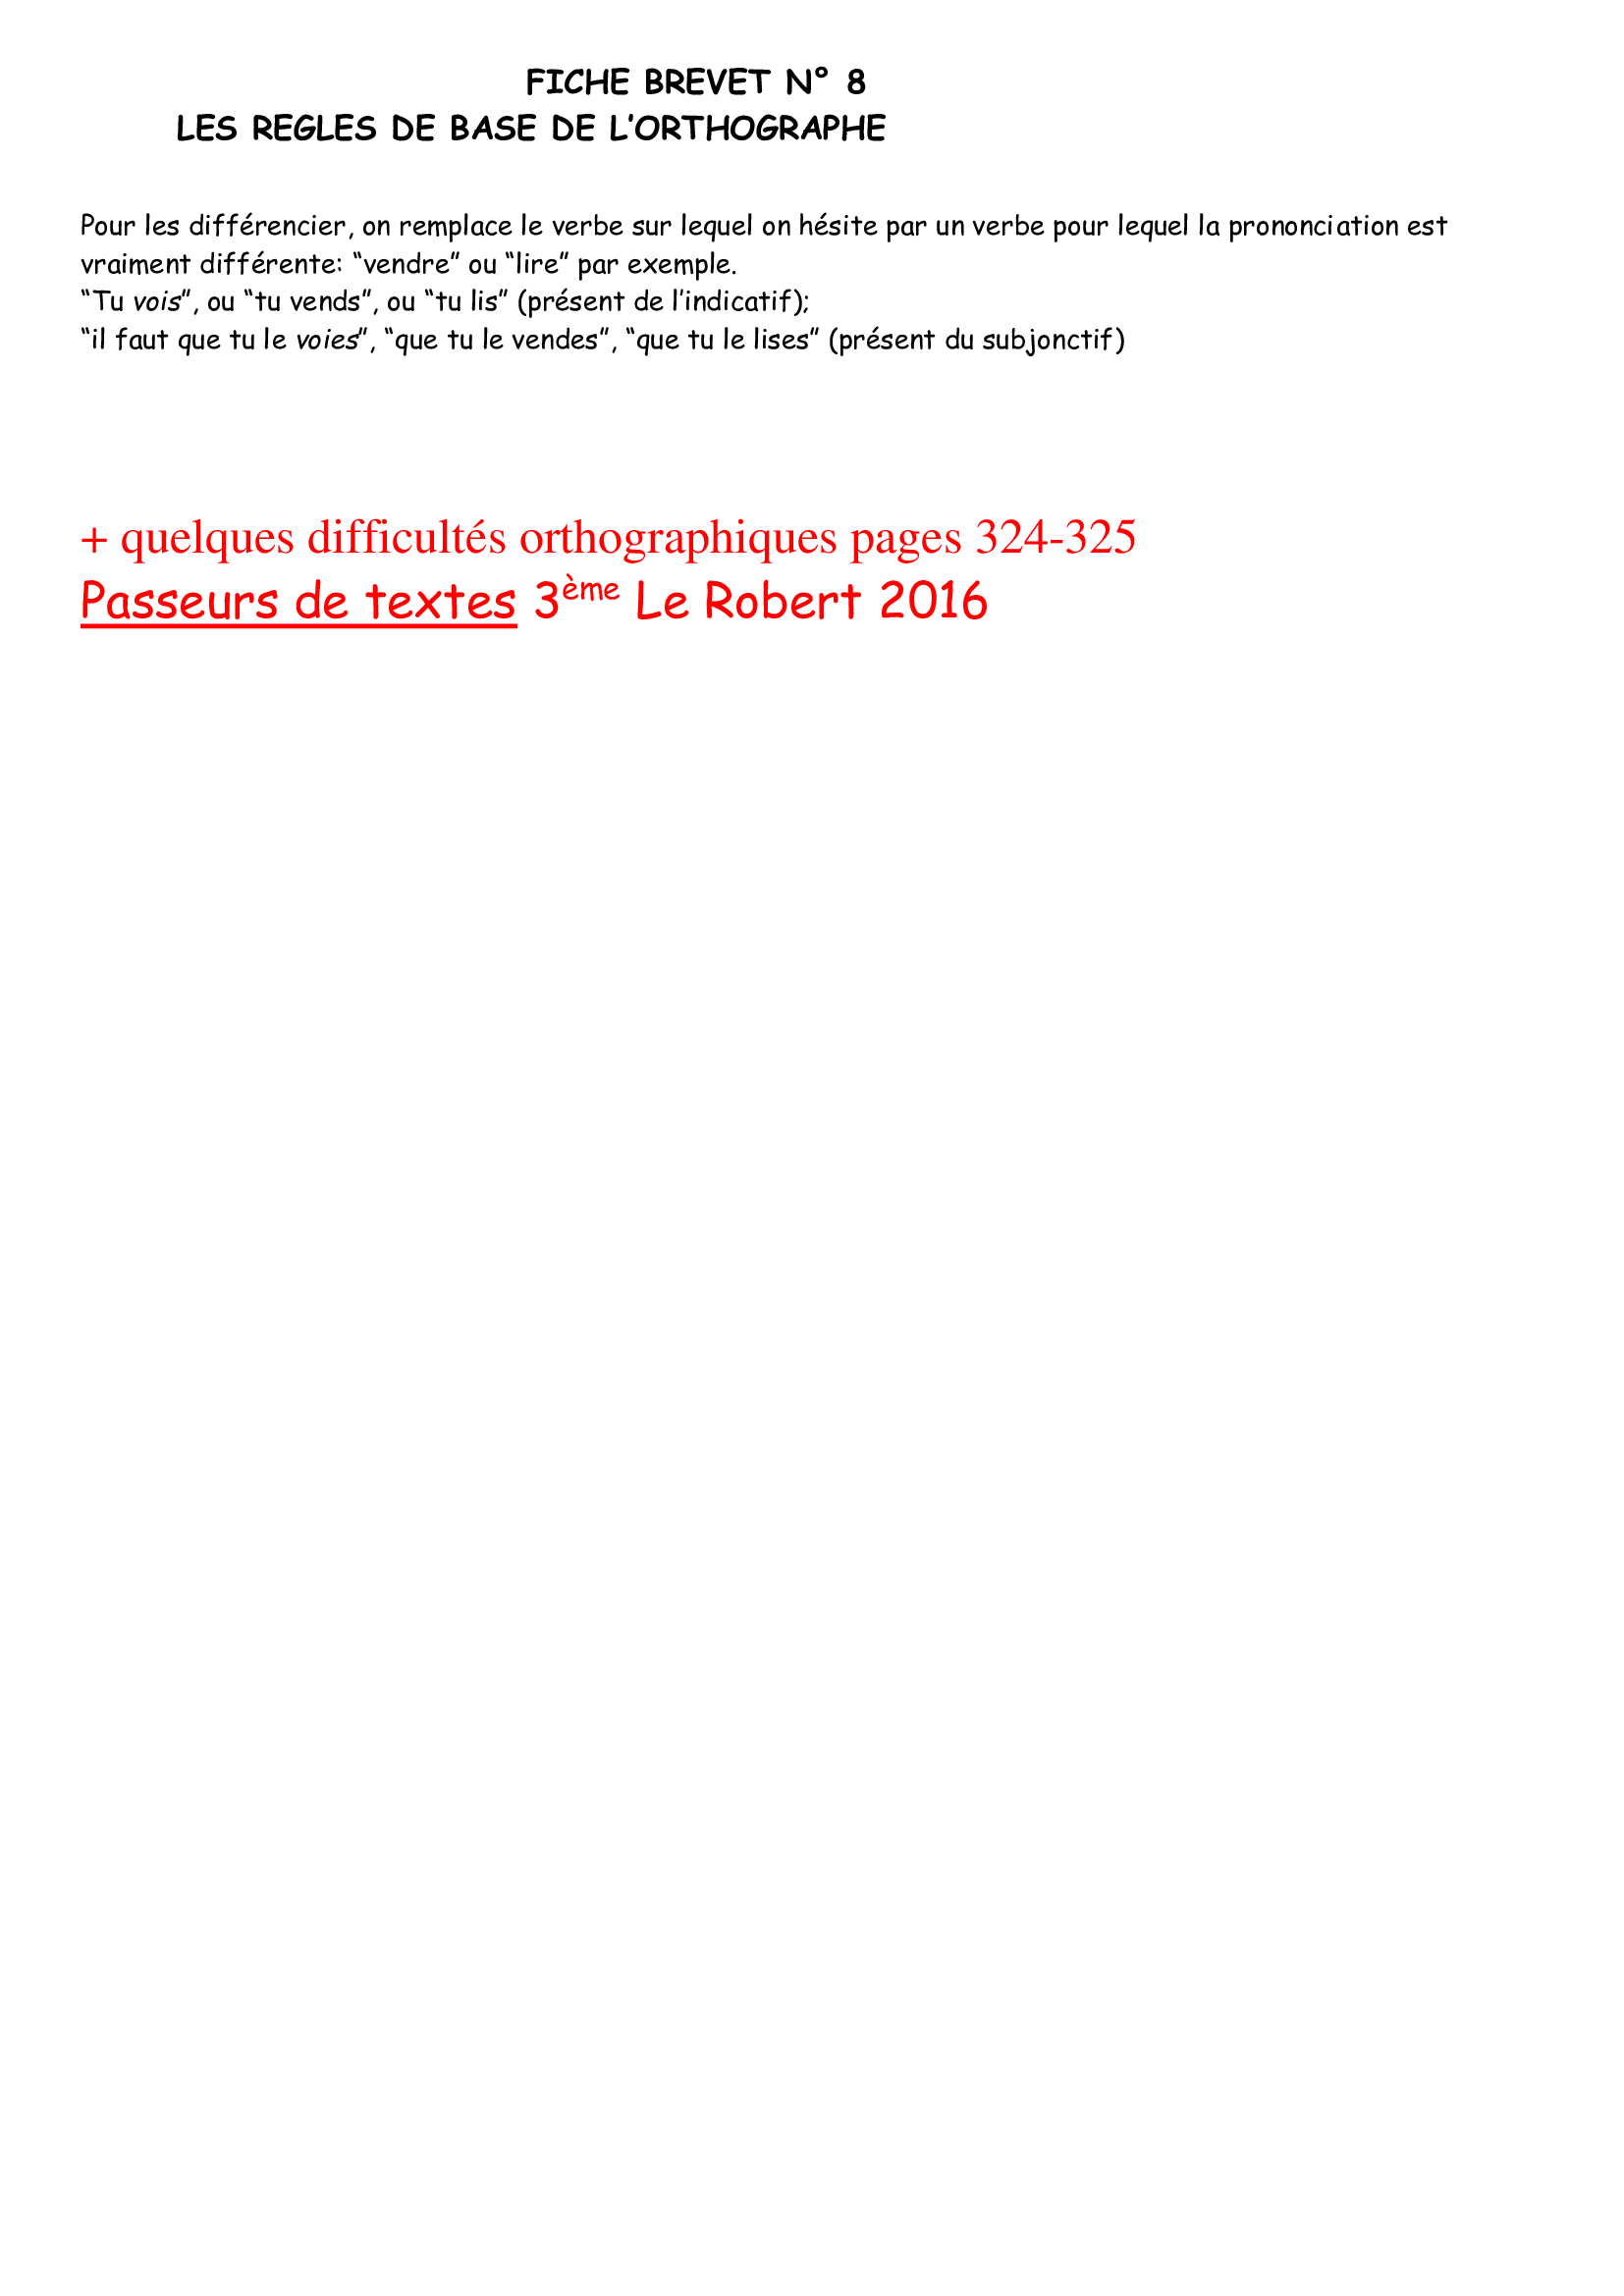 FICHE BREVET N° 8
LES REGLES DE BASE DE L'ORTHOGRAPHE
Pour les différencier, on remplace le verbe sur lequel on hésite par un verbe pour lequel la prononciation est
vraiment différente: “vendre” ou “lire” par exemple.
“Tu vois”, ou “tu vends”, ou “tu lis” (présent de l'indicatif);
“il faut que tu le voies”, “que tu le vendes”, “que tu le lises” (présent du subjonctif)
+ quelques difficultés orthographiques pages 324-325
Passeurs de textes 3ème Le Robert 2016